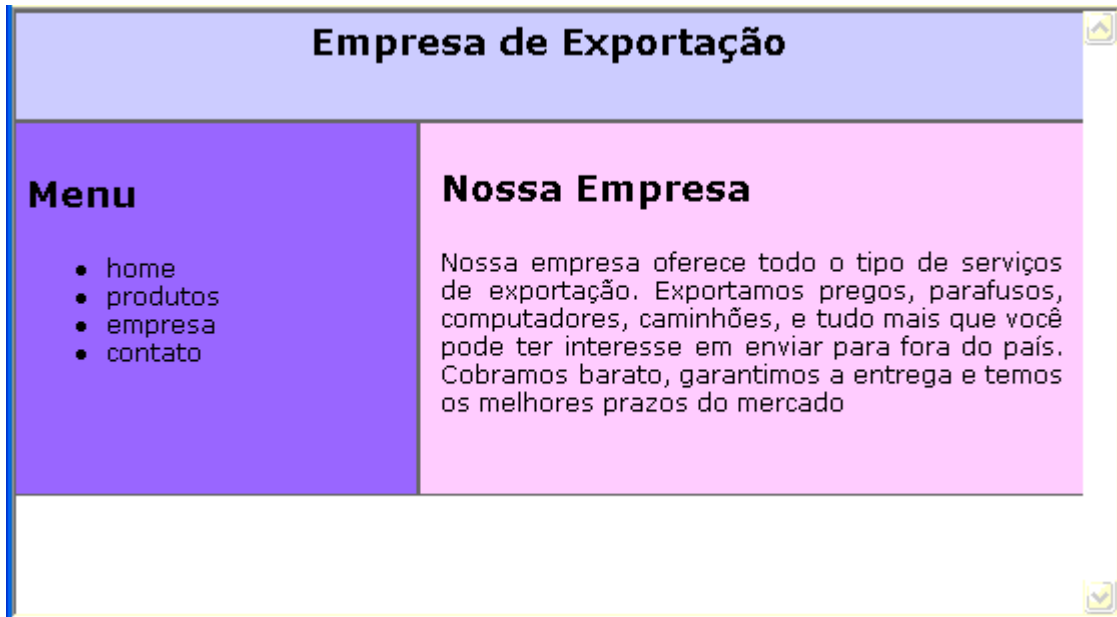 Empresa de Exportação
Menu
home
produtos
empresa
contato
Nossa Empresa
Nossa empresa oferece todo o tipo de serviços
de exportação. Exportamos pregos, parafusos,
computadores, caminhões, e tudo mais que você
pode ter interesse em enviar para fora do país.
Cobramos barato, garantimos a entrega e temos
os melhores prazos do mercado